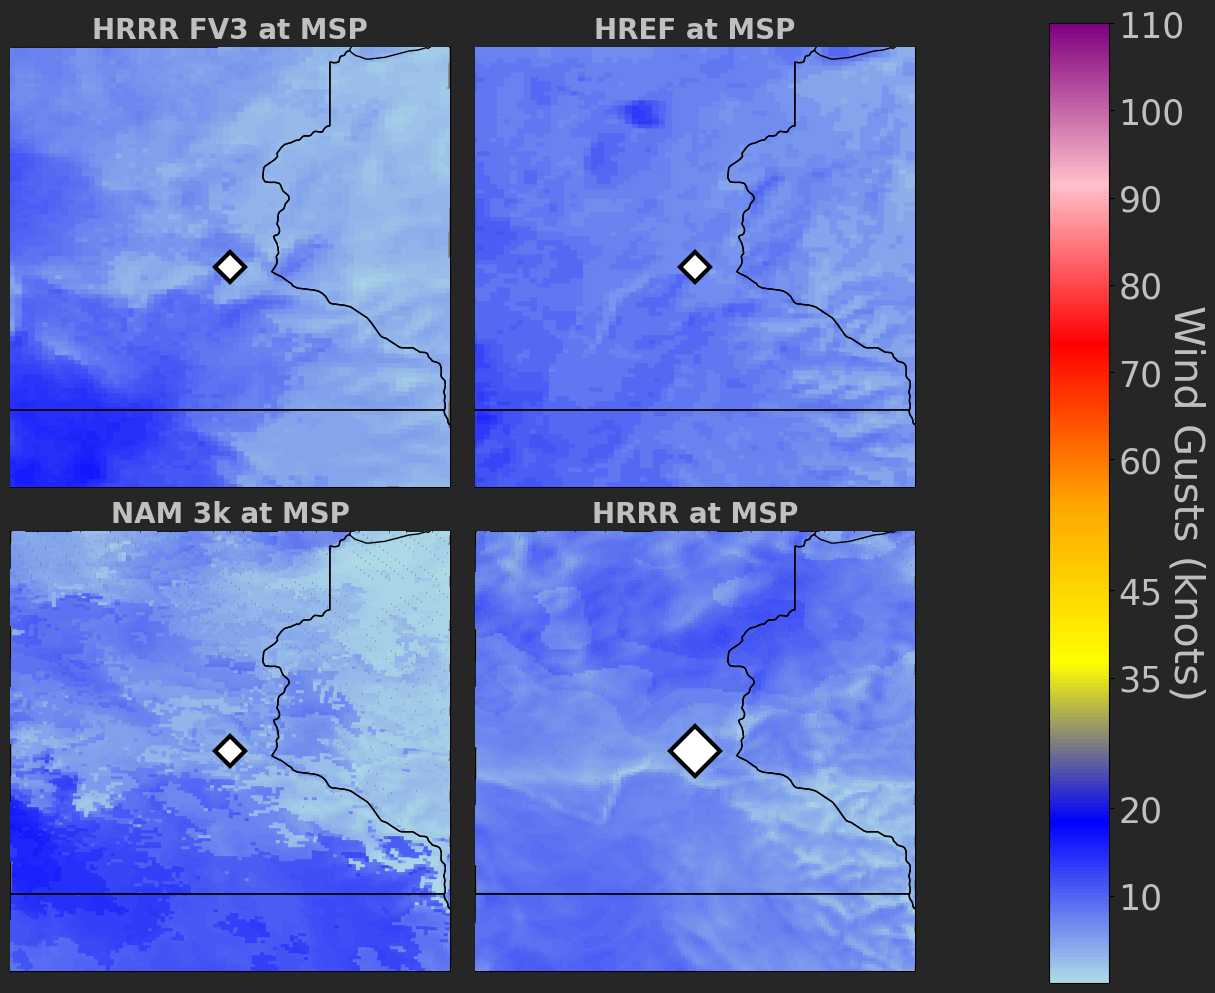 HRRR FV3 at MSP
HREF at MSP
NAM 3k at MSP
HRRR at MSP
110
100
90
80
70
60
45
35
20
10
Wind Gusts (knots)